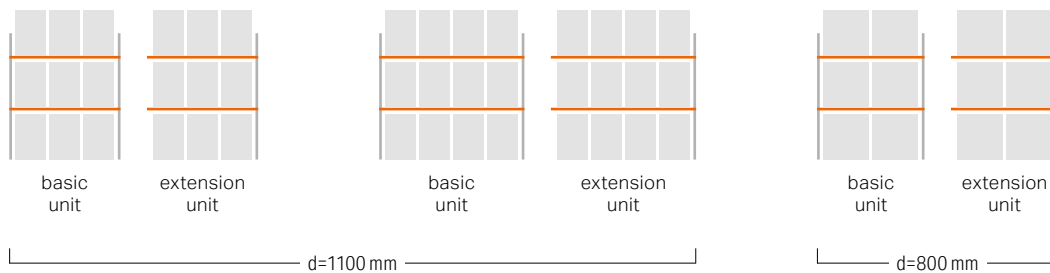 basic
unit
extension
unit
basic
unit
extension
unit
basic
unit
extension
unit
d=1100 mm
d=800 mm